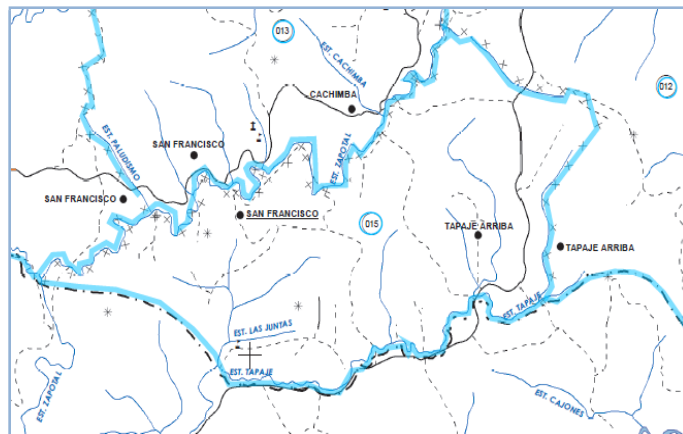 013
EST. CACHIMBA
012
CACHIMBA
SAN FRANCISCO
EST. ZAPOTAL
EST. PALUDISMO
SAN FRANCISCO
SAN FRANCISCO
015
TAPAJE ARRIBA
TAPAJE ARRIBA
EST. TAPAJE
EST. LAS JUNTAS
EST. TAPAJE
EST. ZAPOTAL
EST. CAJONES